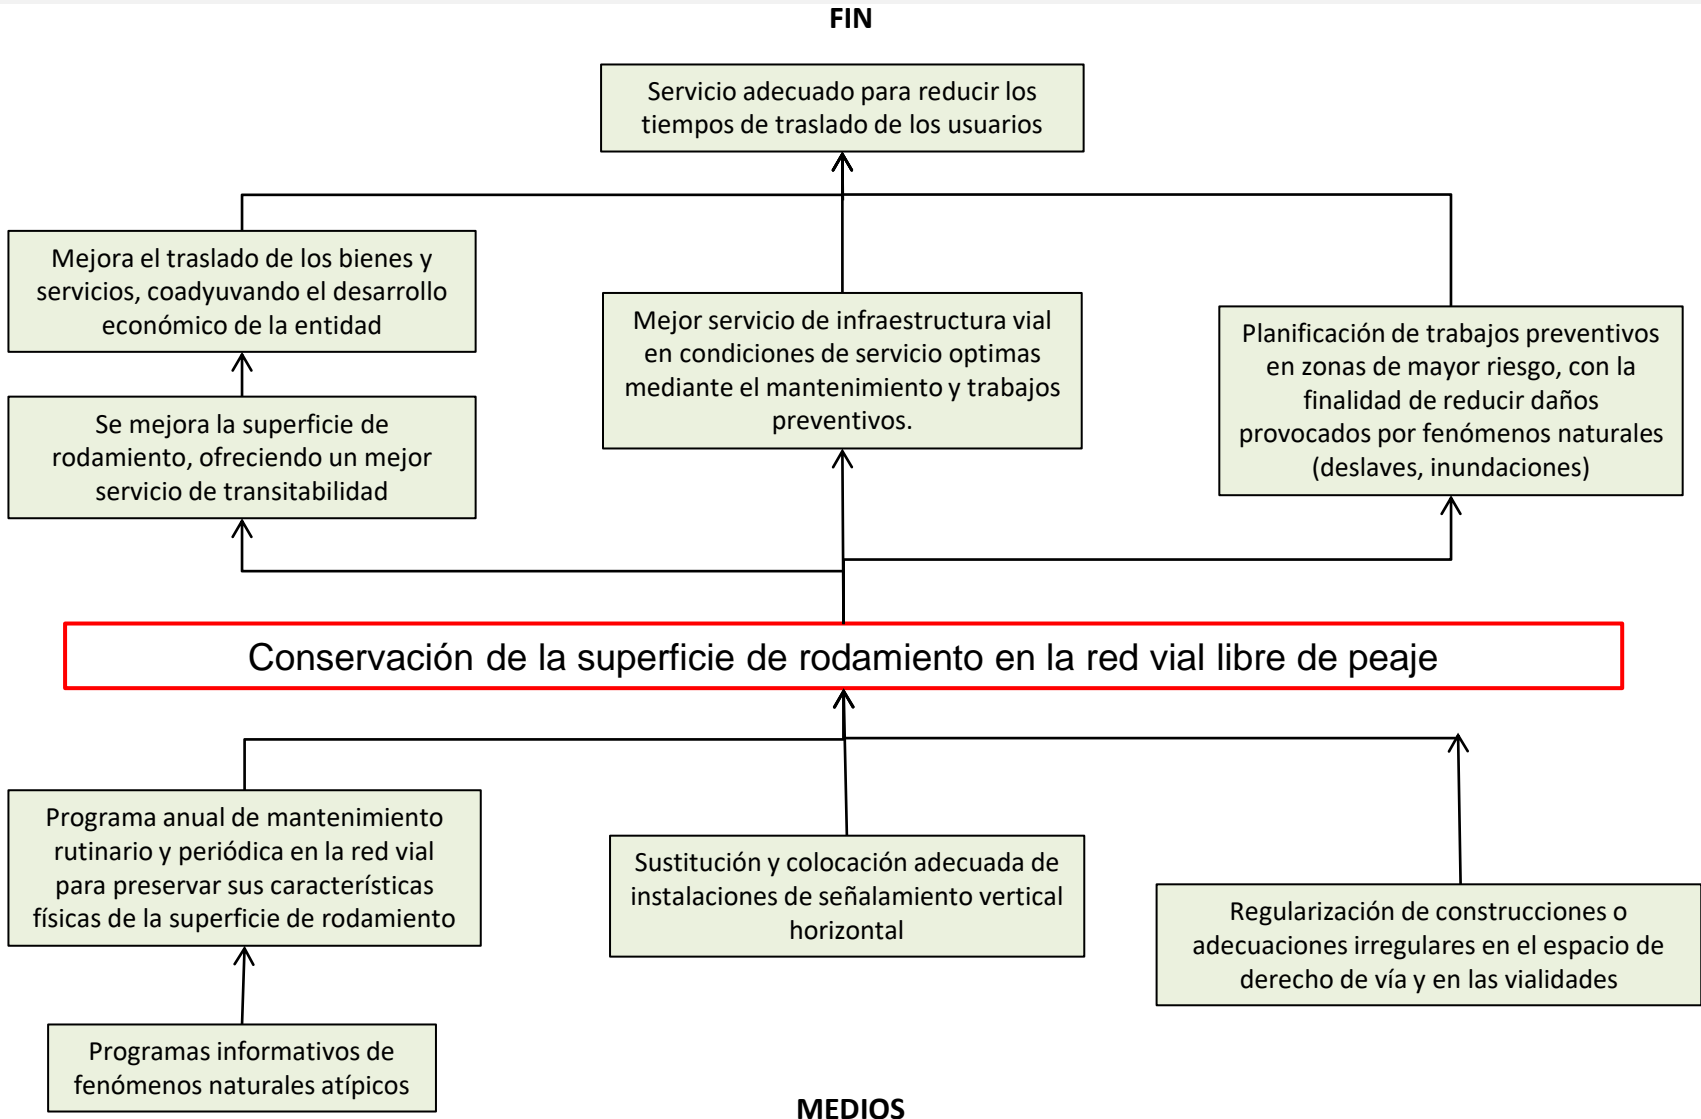 FIN
Servicio adecuado para reducir los
tiempos de traslado de los usuarios
Mejora el traslado de los bienes y
servicios, coadyuvando el desarrollo
económico de la entidad
Mejor servicio de infraestructura vial
en condiciones de servicio optimas
mediante el mantenimiento y trabajos
preventivos.
Planificación de trabajos preventivos
en zonas de mayor riesgo, con la
finalidad de reducir daños
provocados por fenómenos naturales
(deslaves, inundaciones)
Se mejora la superficie de
rodamiento, ofreciendo un mejor
servicio de transitabilidad
Conservación de la superficie de rodamiento en la red vial libre de peaje
Programa anual de mantenimiento
rutinario y periódica en la red vial
para preservar sus características
físicas de la superficie de rodamiento
Sustitución y colocación adecuada de
instalaciones de señalamiento vertical
horizontal
Regularización de construcciones o
adecuaciones irregulares en el espacio de
derecho de vía y en las vialidades
Programas informativos de
fenómenos naturales atípicos
MEDIOS